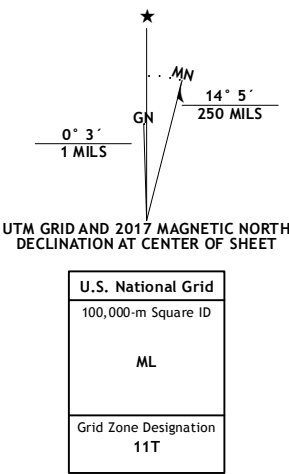 ★
MN
GN
14° 5´
250 MILS
0° 3´
1 MILS
UTM GRID AND 2017 MAGNETIC NORTH
DECLINATION AT CENTER OF SHEET
U.S. National Grid
100,000-m Square ID
ML
Grid Zone Designation
11T